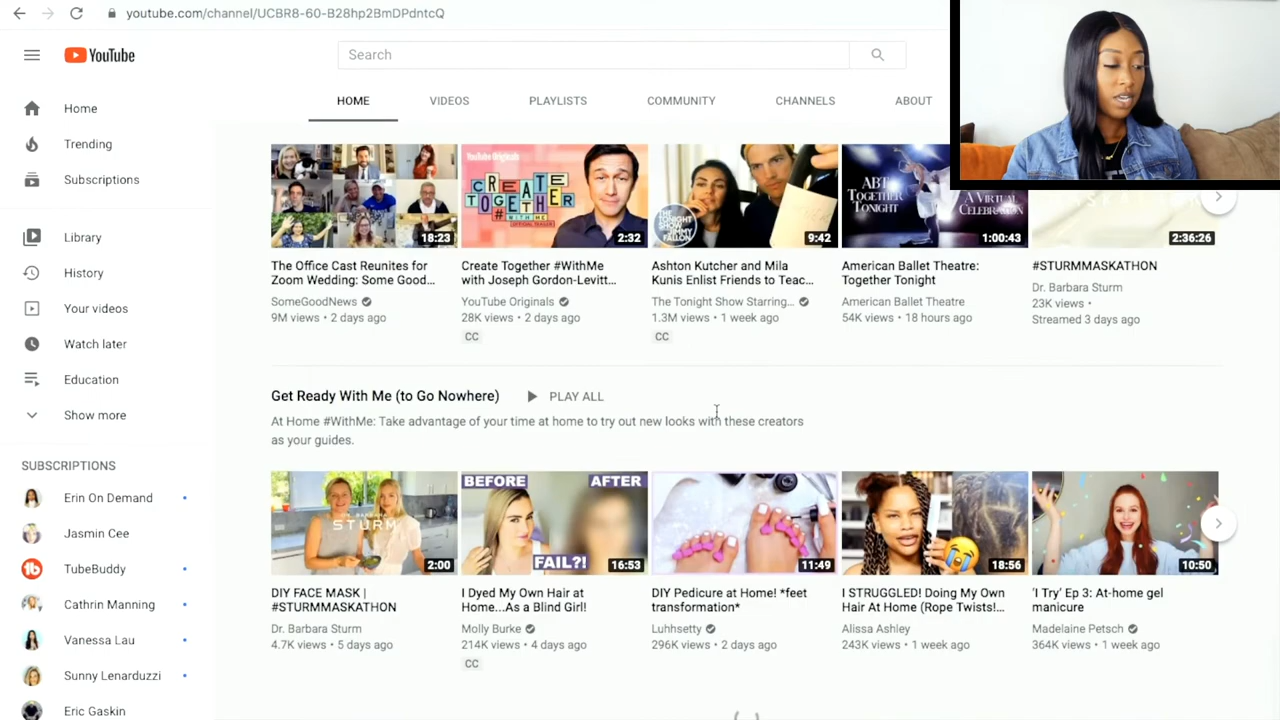 youtube.com/channel/UCBR8-60-B28hp2BmDPdntcQ
YouTube
Search
HOME
VIDEOS
PLAYLISTS
COMMUNITY
CHANNELS
ABOUT
Home
Trending
Subscriptions
Library
History
Your videos
Watch later
Education
Show more
SUBSCRIPTIONS
Erin On Demand
Jasmin Cee
TubeBuddy
Cathrin Manning
Vanessa Lau
Sunny Lenarduzzi
Eric Gaskin
18:23
The Office Cast Reunites for
Zoom Wedding: Some Good...
SomeGoodNews
9M views • 2 days ago
YouTube Originals
CREATE
TOGETHER
#WITHME
2:32
Create Together #WithMe
with Joseph Gordon-Levitt...
YouTube Originals
28K views • 2 days ago
CC
THE TONIGHT SHOW
9:42
Ashton Kutcher and Mila
Kunis Enlist Friends to Teac...
The Tonight Show Starring...
1.3M views • 1 week ago
CC
ABT
TOGETHER
TONIGHT
A VIRTUAL
CELEBRATION
1:00:43
American Ballet Theatre:
Together Tonight
American Ballet Theatre
54K views • 18 hours ago
2:36:26
#STURMMASKATHON
Dr. Barbara Sturm
23K views •
Streamed 3 days ago
Get Ready With Me (to Go Nowhere)
PLAY ALL
At Home #WithMe: Take advantage of your time at home to try out new looks with these creators
as your guides.
STURM
2:00
DIY FACE MASK |
#STURMMASKATHON
Dr. Barbara Sturm
4.7K views • 5 days ago
BEFORE
AFTER
FAIL?!
16:53
I Dyed My Own Hair at
Home...As a Blind Girl!
Molly Burke
214K views • 4 days ago
CC
11:49
DIY Pedicure at Home! *feet
transformation*
Luhhsetty
296K views • 2 days ago
18:56
I STRUGGLED! Doing My Own
Hair At Home (Rope Twists!...
Alissa Ashley
243K views • 1 week ago
10:50
'I Try' Ep 3: At-home gel
manicure
Madelaine Petsch
364K views • 1 week ago